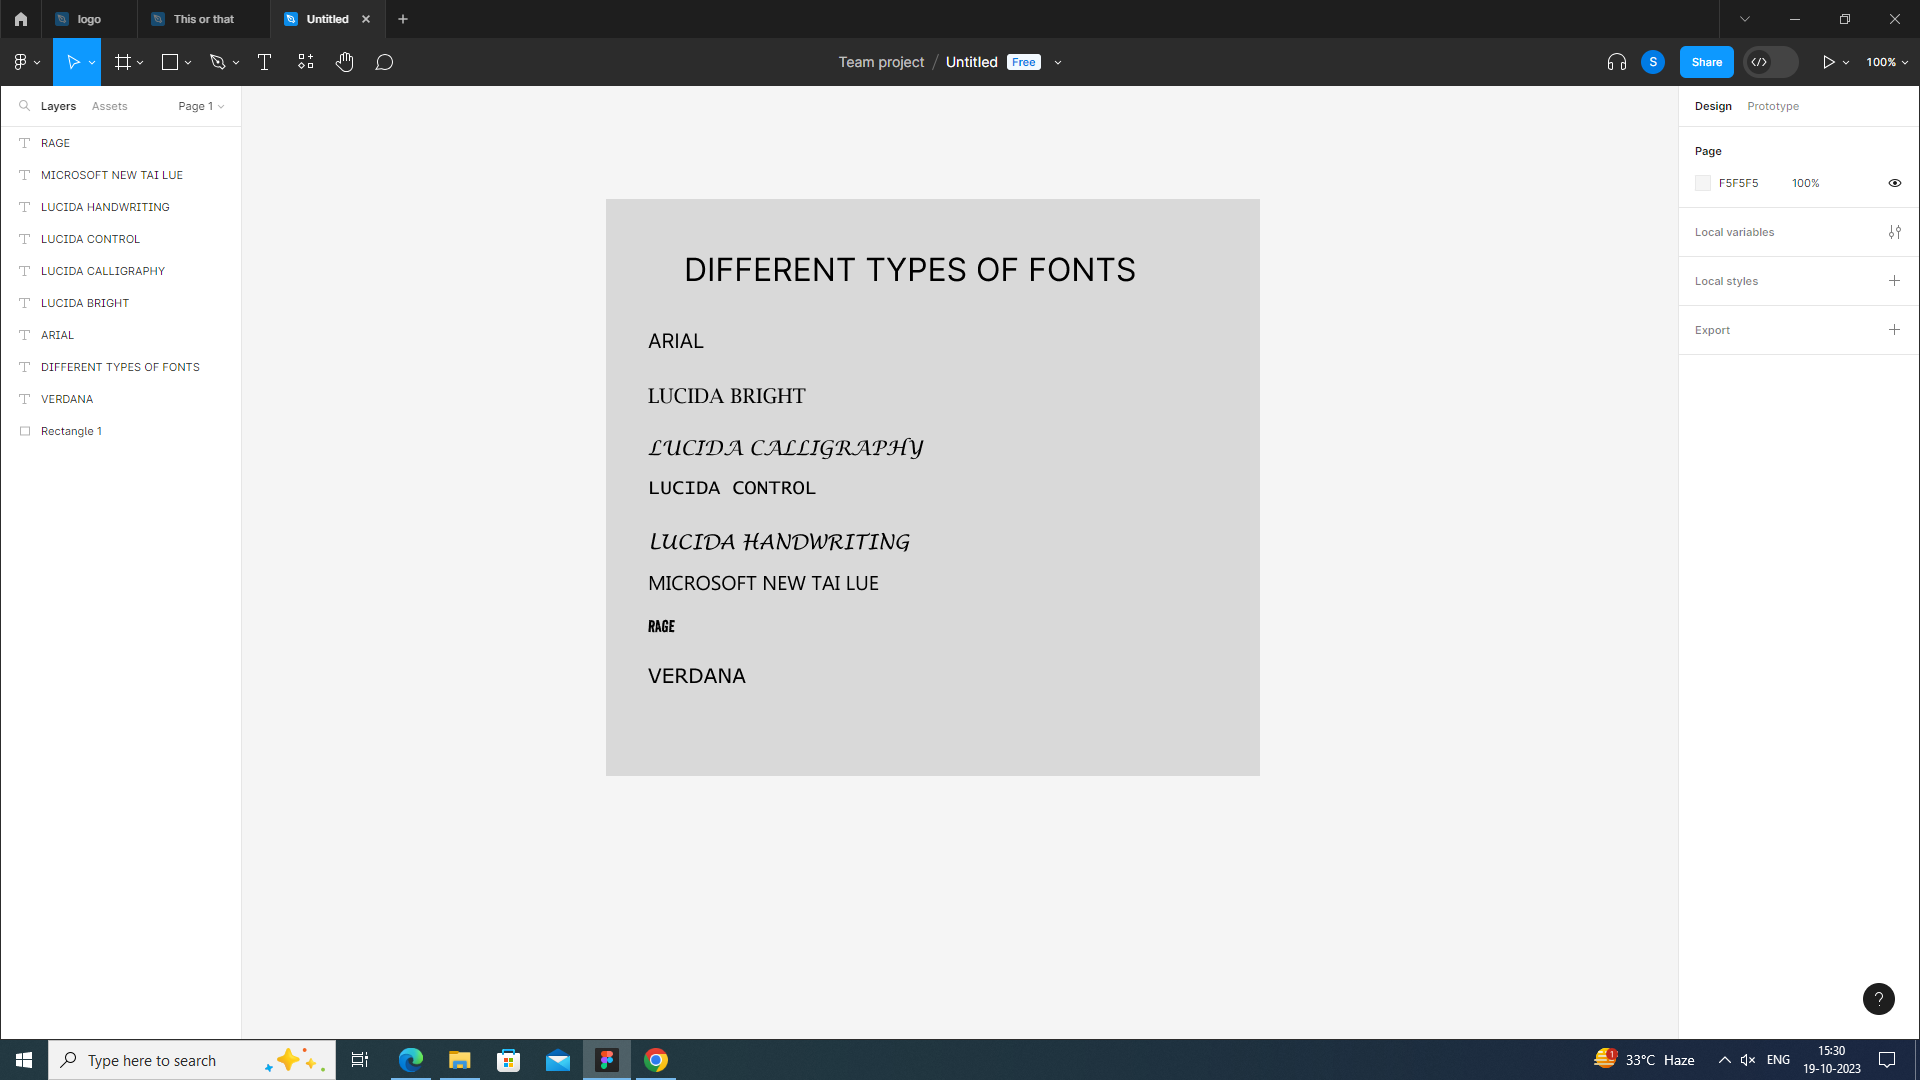 logo
This or that
Untitled
Team project / Untitled Free
S
Share
100%
Layers Assets Page 1
RAGE
MICROSOFT NEW TAI LUE
LUCIDA HANDWRITING
LUCIDA CONTROL
LUCIDA CALLIGRAPHY
LUCIDA BRIGHT
ARIAL
DIFFERENT TYPES OF FONTS
VERDANA
Rectangle 1
DIFFERENT TYPES OF FONTS
ARIAL
LUCIDA BRIGHT
LUCIDA CALLIGRAPHY
LUCIDA CONTROL
LUCIDA HANDWRITING
MICROSOFT NEW TAI LUE
RAGE
VERDANA
Design Prototype
Page
F5F5F5 100%
Local variables
Local styles
Export
?
Type here to search
1
33°C Haze
ENG
15:30
19-10-2023